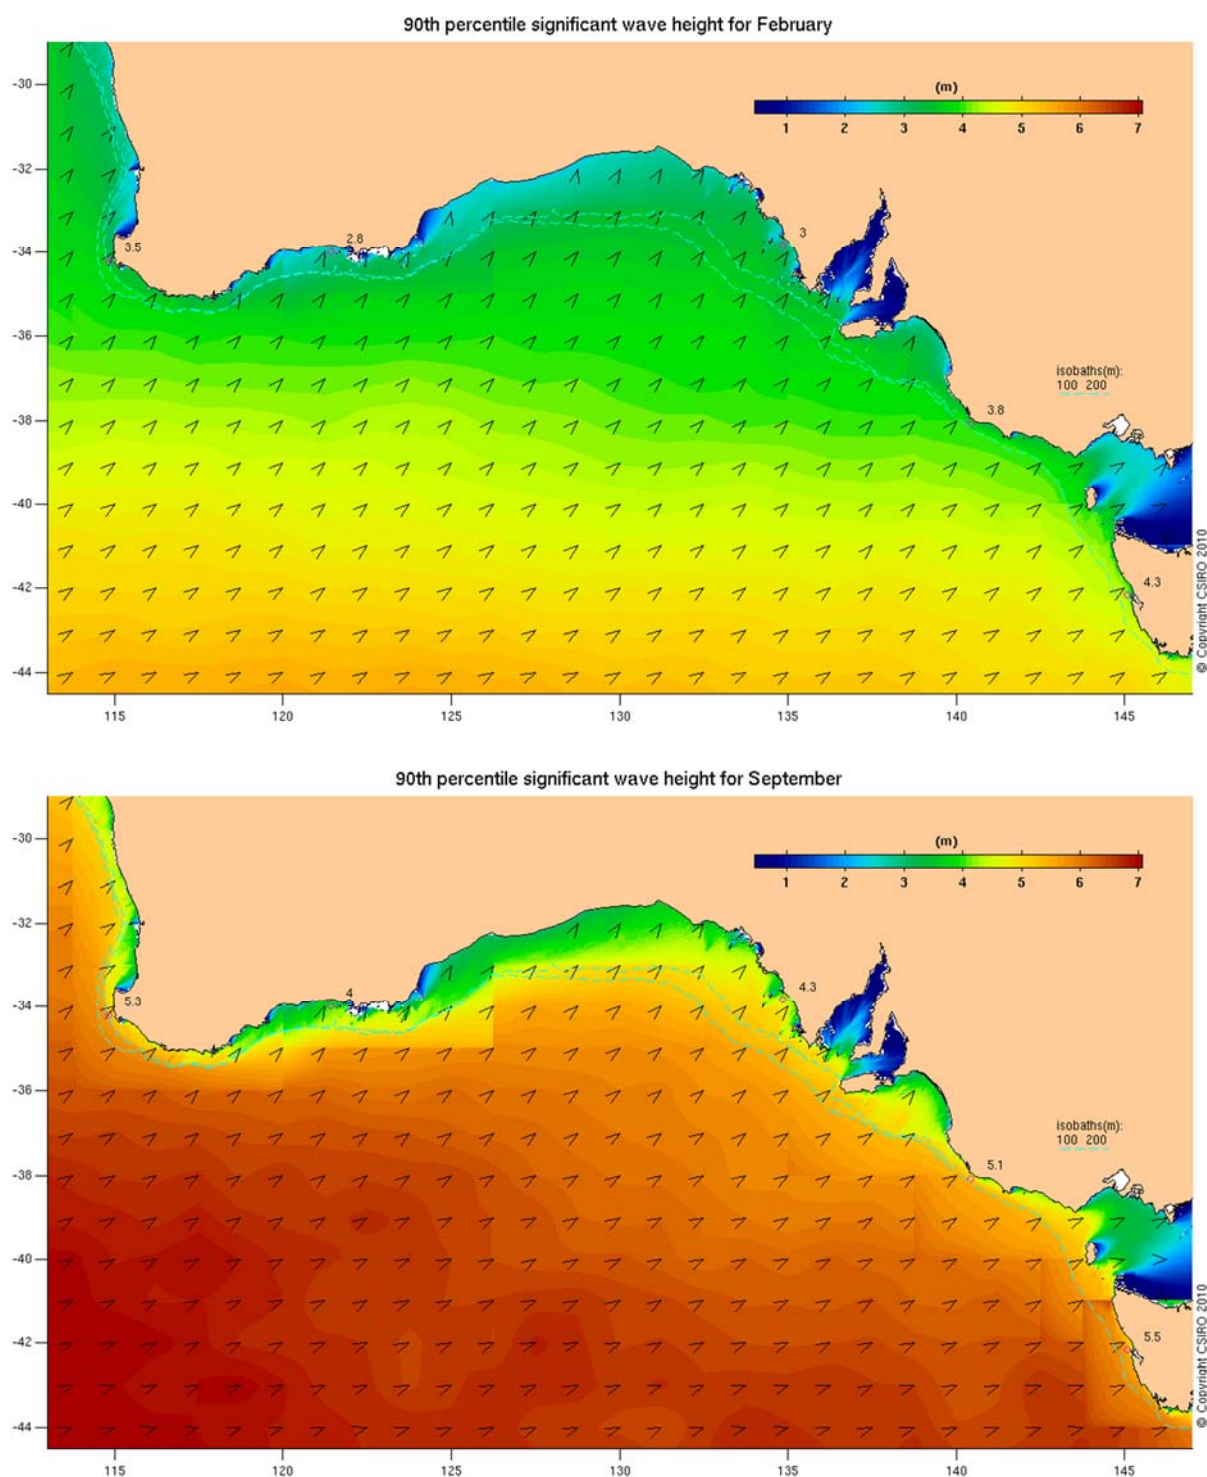 90th percentile significant wave height for February
-30
(m)
1 2 3 4 5 6 7
-32
3.5
2.8
3
-34
-36
isobaths(m):
100 200
-38
3.8
-40
4.3
-42
-44
115 120 125 130 135 140 145
© Copyright CSIRO 2010
90th percentile significant wave height for September
-30
(m)
1 2 3 4 5 6 7
-32
5.3
4
4.3
-34
-36
isobaths(m):
100 200
-38
5.1
-40
5.5
-42
-44
115 120 125 130 135 140 145
© Copyright CSIRO 2010